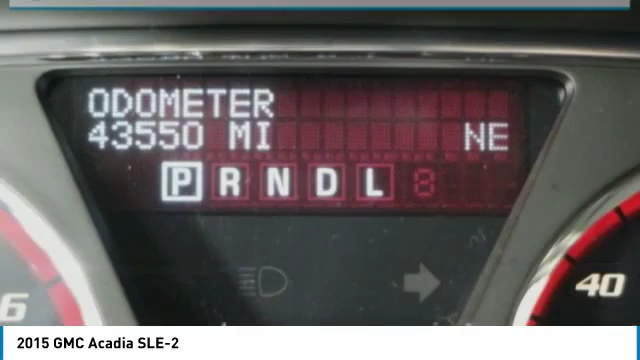 ODOMETER
43550 MI NE
P R N D L 8
6
40
2015 GMC Acadia SLE-2